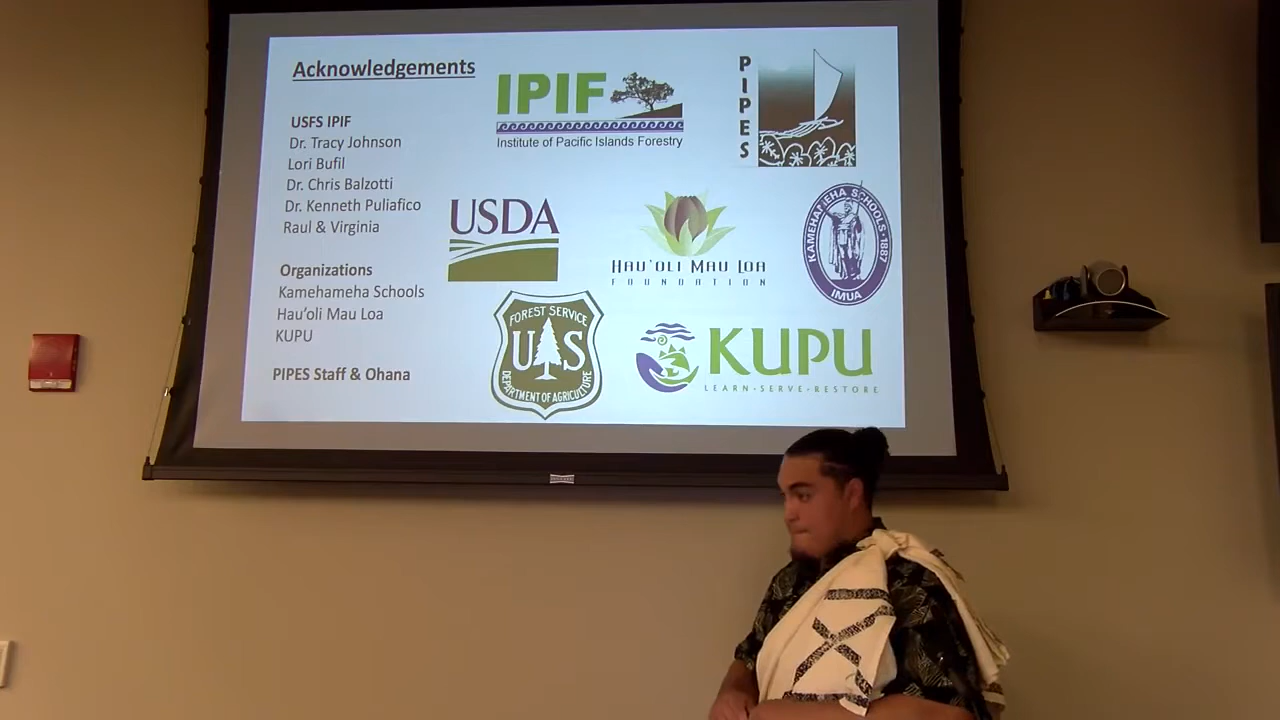 Acknowledgements
USFS IPIF
Dr. Tracy Johnson
Lori Bufil
Dr. Chris Balzotti
Dr. Kenneth Puliafico
Raul & Virginia
Organizations
Kamehameha Schools
Hau'oli Mau Loa
KUPU
PIPES Staff & Ohana
IPIF
Institute of Pacific Islands Forestry
PIPES
USDA
HAU'OLI MAU LOA
FOUNDATION
KAMEHAMEHA SCHOOLS·1887
IMUA
FOREST SERVICE
US
DEPARTMENT OF AGRICULTURE
KUPU
LEARN·SERVE·RESTORE